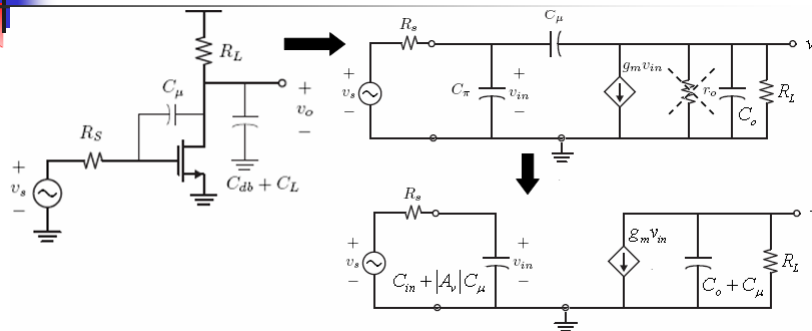 R_L
C_μ
+
v_o
−
R_S
+
v_s
−
C_db + C_L
R_s
C_μ
+
v_s
−
C_π
+
v_in
−
g_m v_in
r_o
C_o
R_L
R_s
+
v_s
−
C_in + |A_v|C_μ
+
v_in
−
g_m v_in
C_o + C_μ
R_L